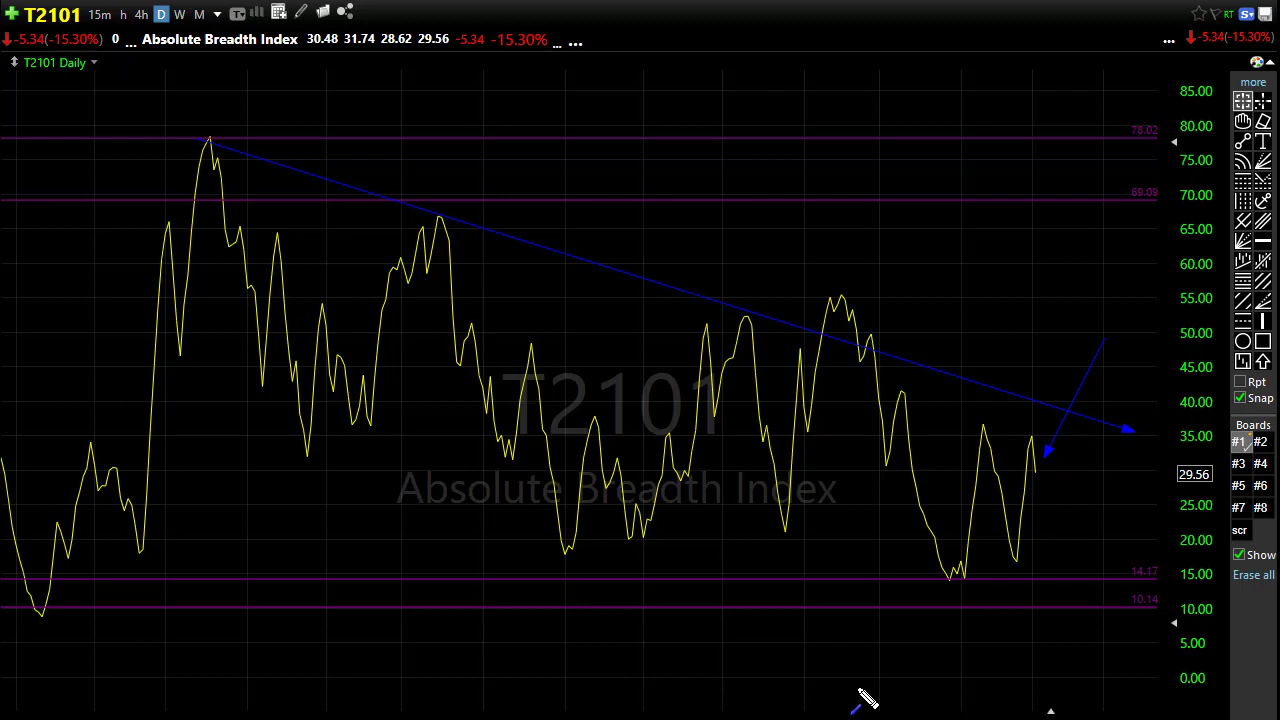 T2101 15m h 4h D W M T RT S
-5.34(-15.30%) 0 ... Absolute Breadth Index 30.48 31.74 28.62 29.56 -5.34 -15.30% ... ... ... -5.34(-15.30%)
T2101 Daily
more
85.00
78.02 80.00
75.00
69.09 70.00
65.00
60.00
55.00
50.00
45.00
40.00
35.00
29.56
25.00
20.00
14.17 15.00
10.14 10.00
5.00
0.00
T2101
Absolute Breadth Index
T
Rpt
Snap
Boards
#1 #2
#3 #4
#5 #6
#7 #8
scr
Show
Erase all